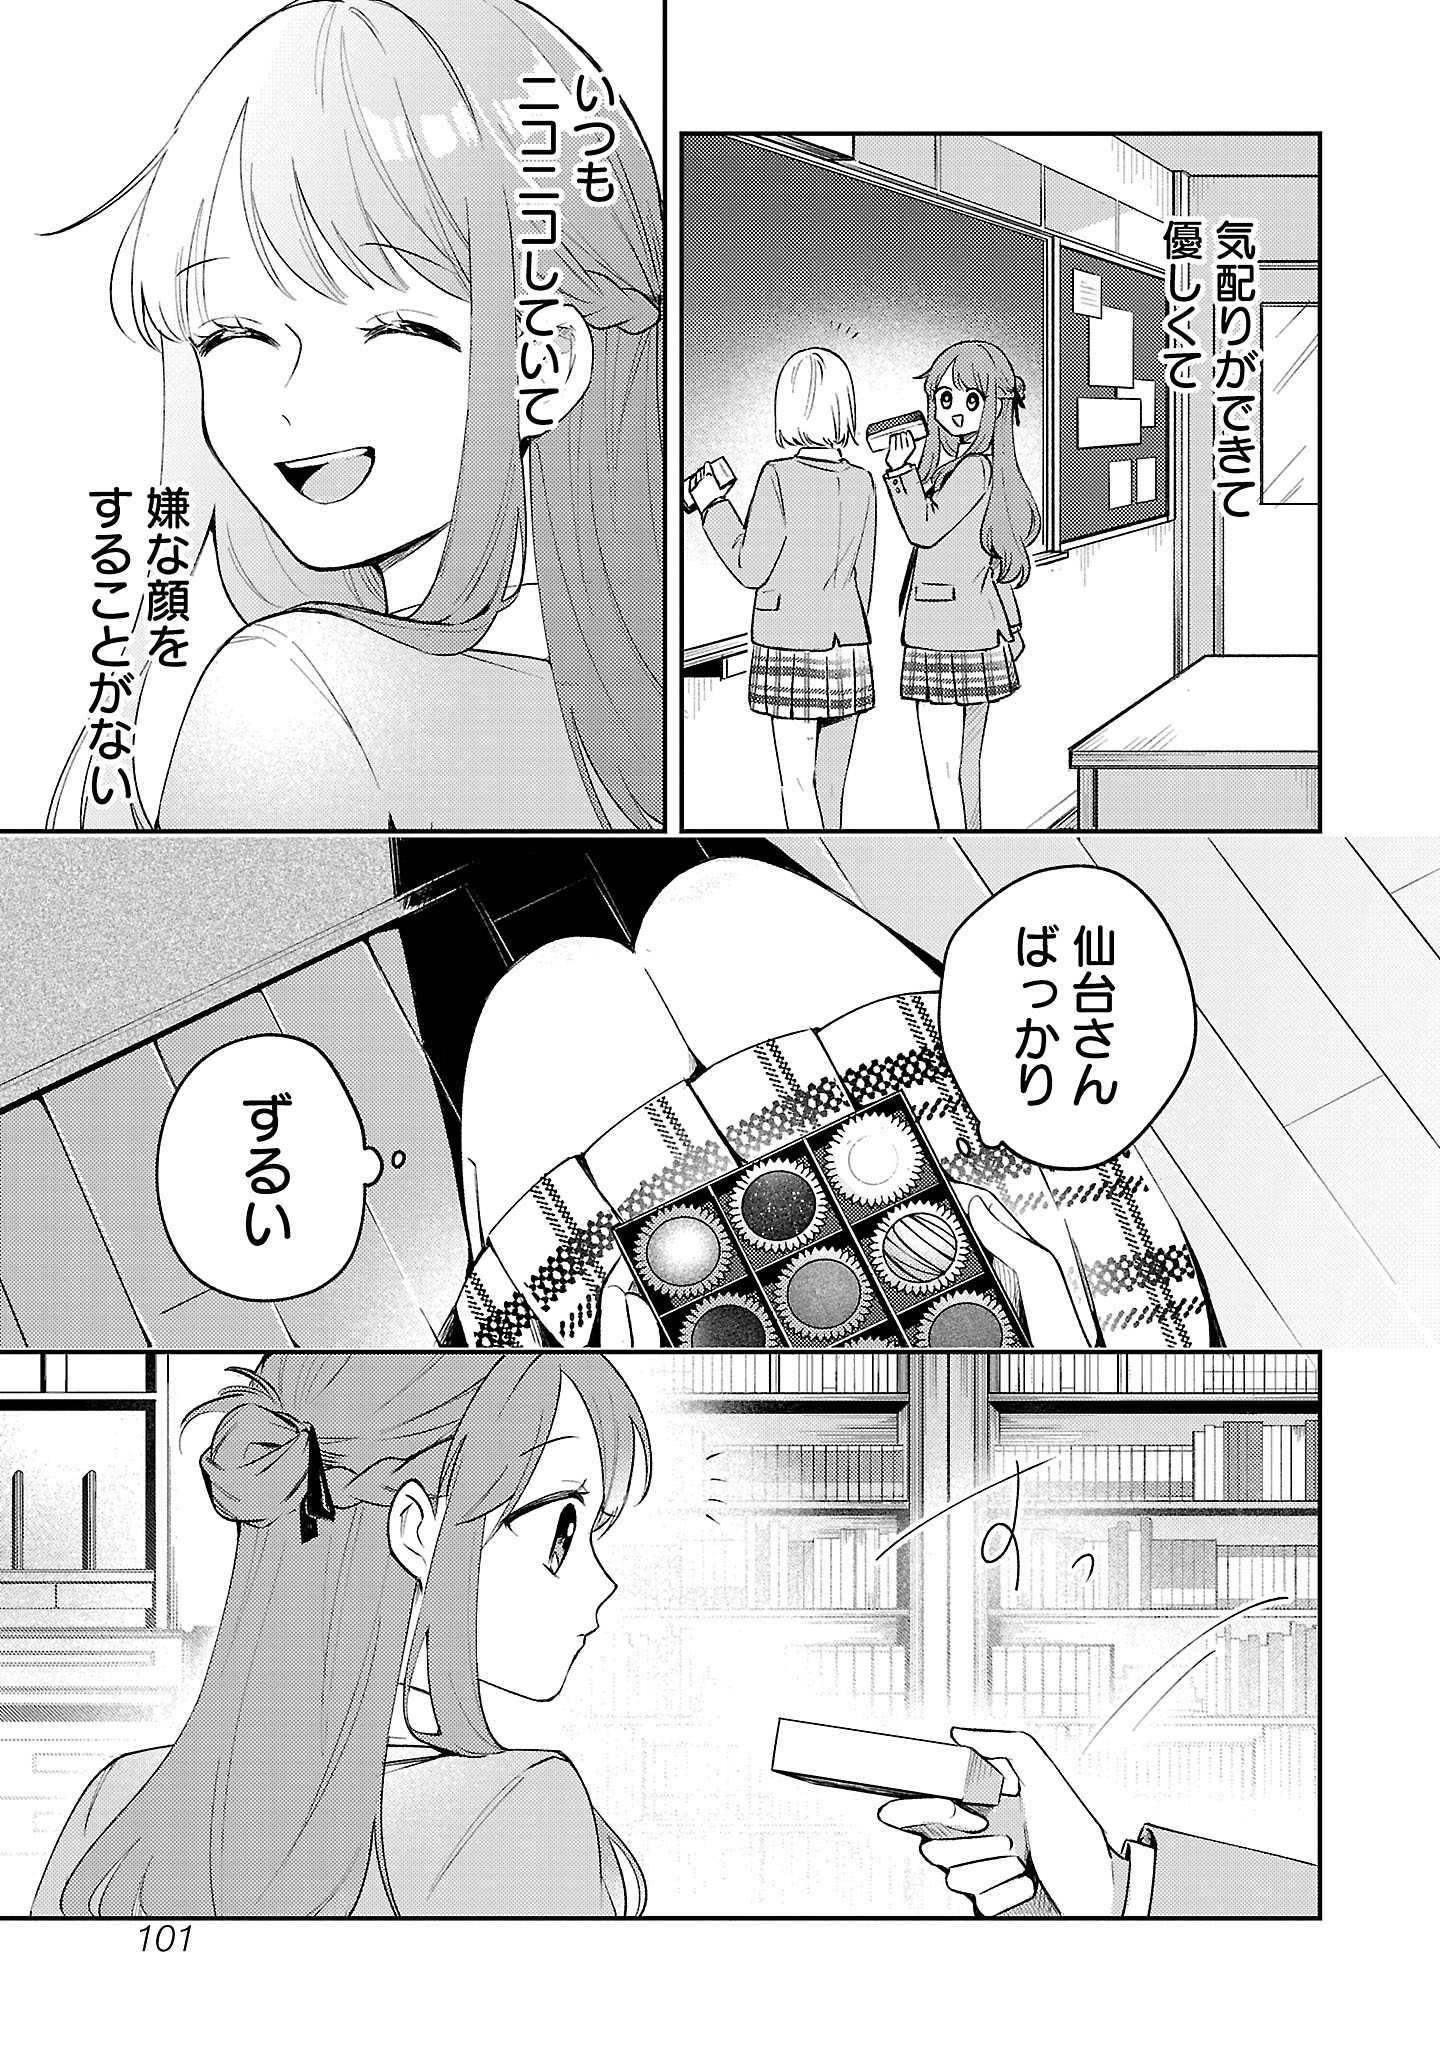 気配りができて
優しくて
いつも
ニコニコしていて
嫌な顔を
することがない
仙台さん
ばっかり
ずるい
すっ
101